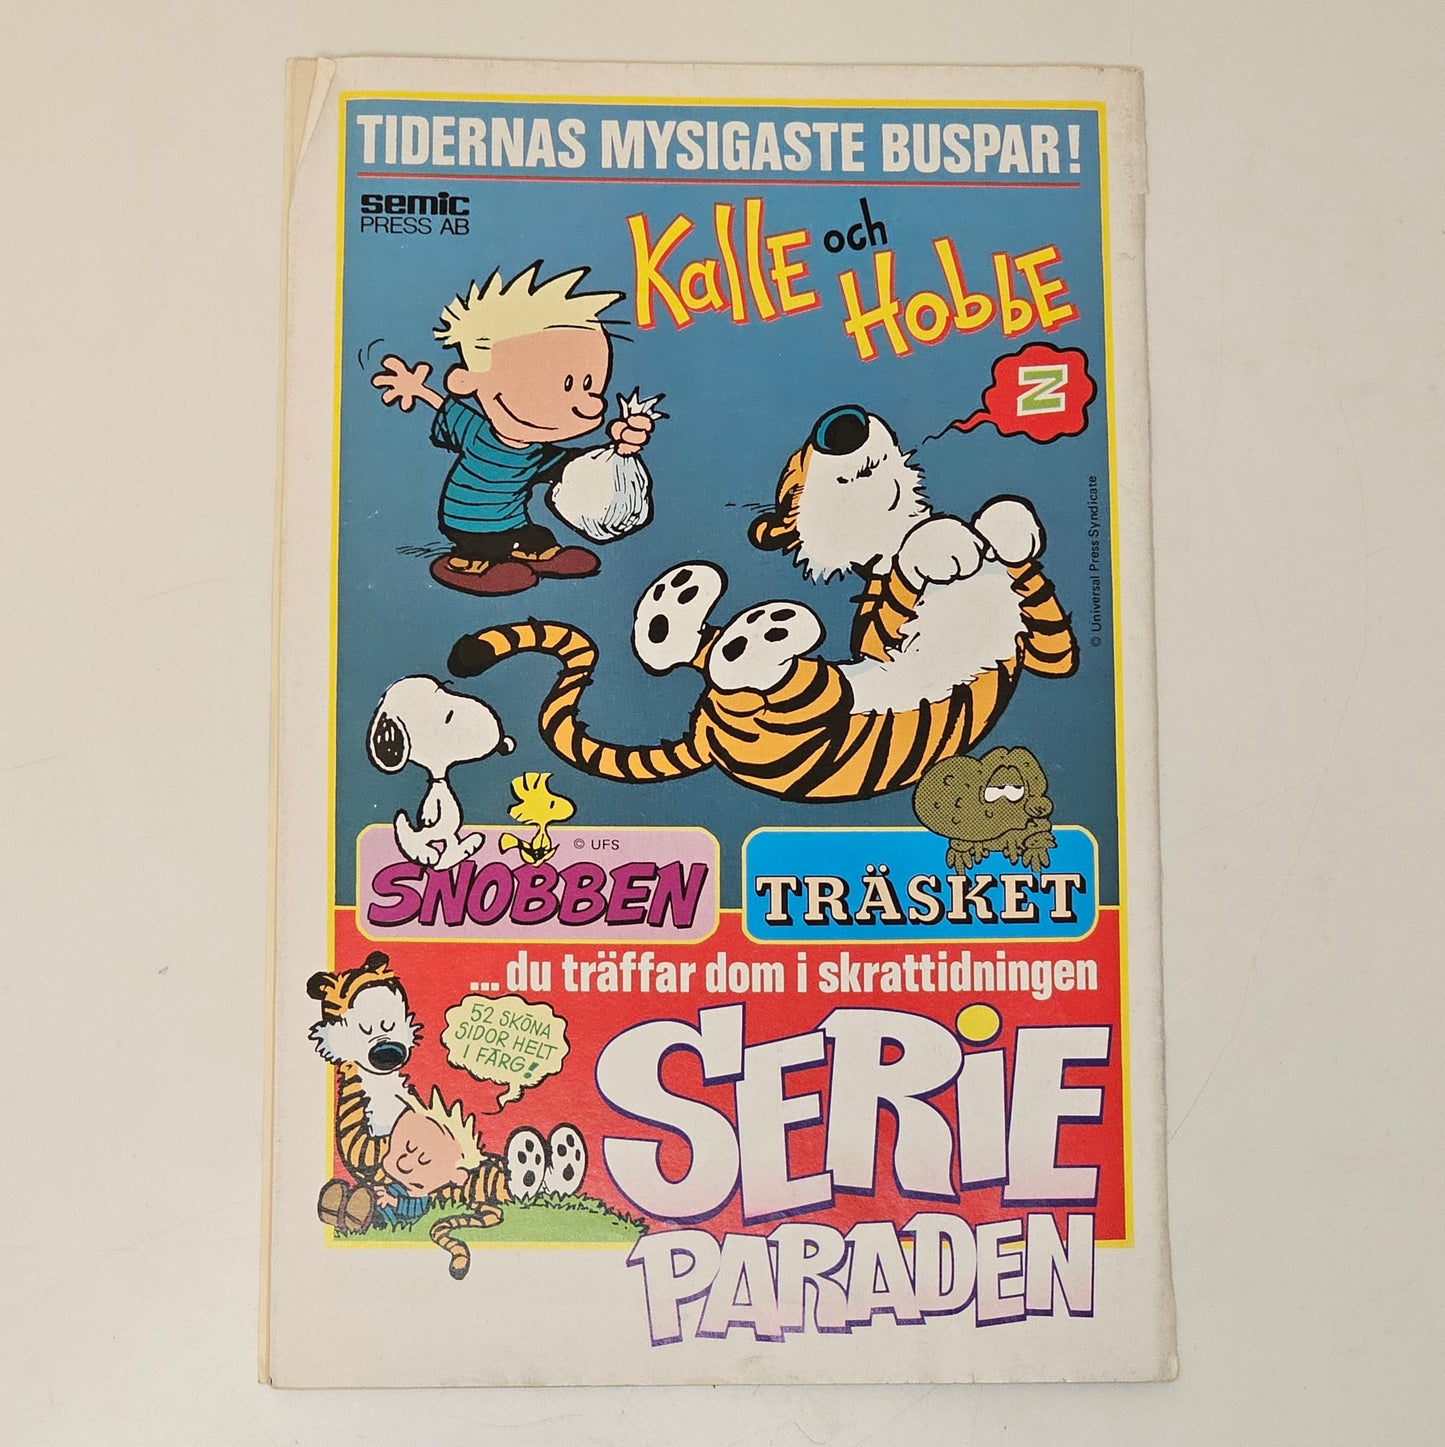 TIDERNAS MYSIGASTE BUSPAR!
semic
PRESS AB
Kalle och
Hobbe
Z
© Universal Press Syndicate
© UFS
SNOBBEN
TRÄSKET
... du träffar dom i skrattidningen
52 SKÖNA
SIDOR HELT
I FÄRG!
SERiE
PARADEN